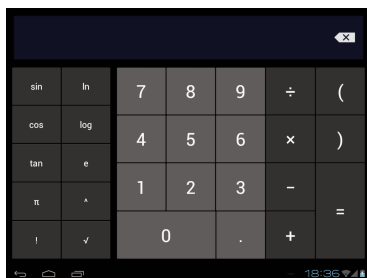 sin ln 7 8 9 ÷ (
cos log 4 5 6 × )
tan e 1 2 3 −
π ^ =
! √ 0 . +
18:36